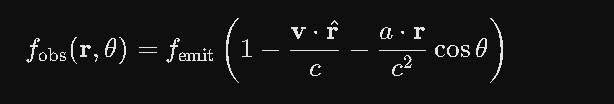 f_obs(r, θ) = f_emit (1 − v · r̂ / c − a · r / c² cos θ)